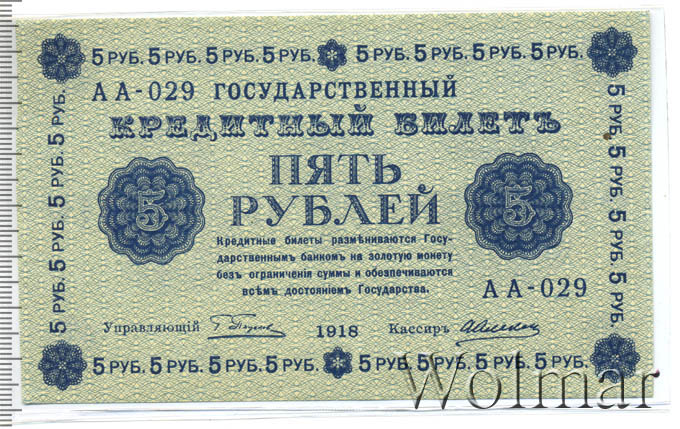 5 РУБ. 5 РУБ. 5 РУБ. 5 РУБ. 5 РУБ. 5 РУБ. 5 РУБ. 5 РУБ.
АА-029 ГОСУДАРСТВЕННЫЙ
КРЕДИТНЫЙ БИЛЕТЪ
ПЯТЬ
РУБЛЕЙ
5
5
Кредитные билеты размѣниваются Госу-
дарственнымъ банкомъ на золотую монету
безъ ограниченія суммы и обезпечиваются
всѣмъ достояніемъ Государства.
АА-029
Управляющій
1918
Кассиръ
5 РУБ. 5 РУБ. 5 РУБ. 5 РУБ. 5 РУБ. 5 РУБ. 5 РУБ. 5 РУБ.
5 РУБ. 5 РУБ. 5 РУБ. 5 РУБ.
5 РУБ. 5 РУБ. 5 РУБ. 5 РУБ.
Wolmar